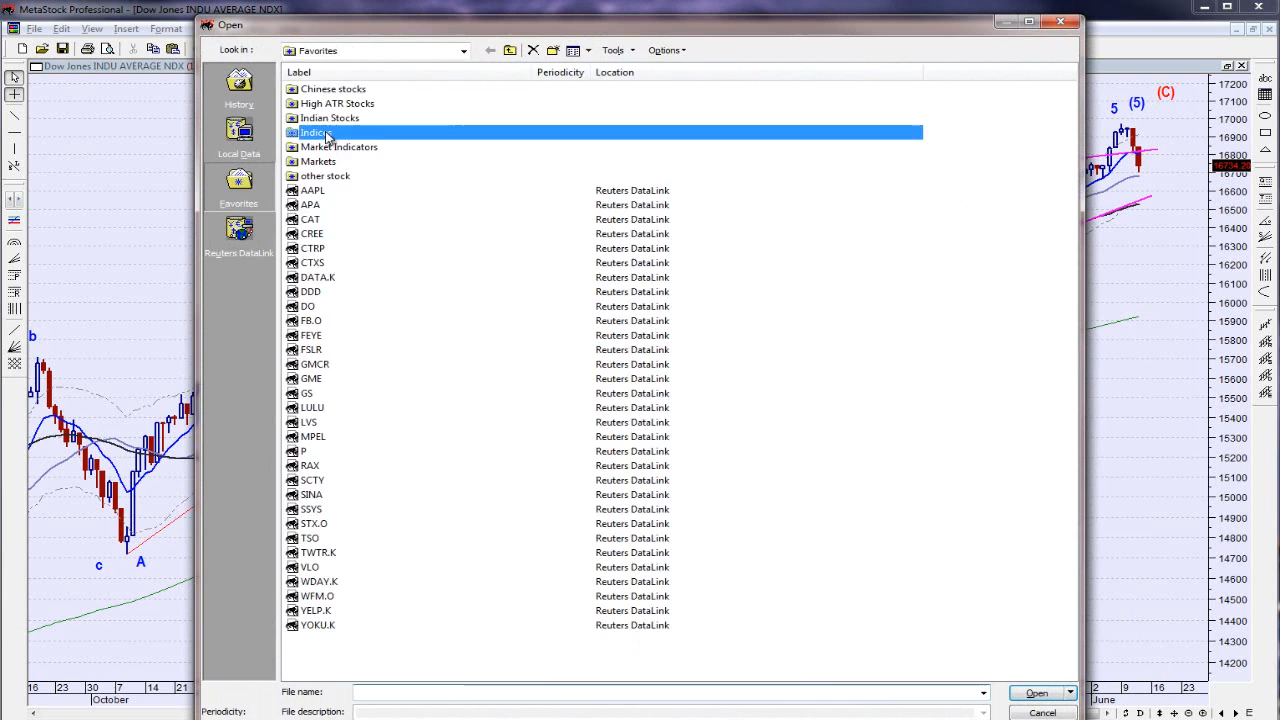 MetaStock Professional - [Dow Jones INDU AVERAGE NDX]
File Edit View Insert Format
Dow Jones INDU AVERAGE NDX
Open
Look in : Favorites Tools Options
Label Periodicity Location
History
Local Data
Favorites
Reuters DataLink
Chinese stocks
High ATR Stocks
Indian Stocks
Indices
Market Indicators
Markets
other stock
AAPL Reuters DataLink
APA Reuters DataLink
CAT Reuters DataLink
CREE Reuters DataLink
CTRP Reuters DataLink
CTXS Reuters DataLink
DATA.K Reuters DataLink
DDD Reuters DataLink
DO Reuters DataLink
FB.O Reuters DataLink
FEYE Reuters DataLink
FSLR Reuters DataLink
GMCR Reuters DataLink
GME Reuters DataLink
GS Reuters DataLink
LULU Reuters DataLink
LVS Reuters DataLink
MPEL Reuters DataLink
P Reuters DataLink
RAX Reuters DataLink
SCTY Reuters DataLink
SINA Reuters DataLink
SSYS Reuters DataLink
STX.O Reuters DataLink
TSO Reuters DataLink
TWTR.K Reuters DataLink
VLO Reuters DataLink
WDAY.K Reuters DataLink
WFM.O Reuters DataLink
YELP.K Reuters DataLink
YOKU.K Reuters DataLink
File name: Open
Periodicity: File description: Cancel
b
c A
16 23 30 7 14 21
October
5 (5) (C)
17200
17100
17000
16900
16800
16734.20
16700
16600
16500
16400
16300
16200
16100
16000
15900
15800
15700
15600
15500
15400
15300
15200
15100
15000
14900
14800
14700
14600
14500
14400
14300
14200
2 9 16 23
June
abc
D E